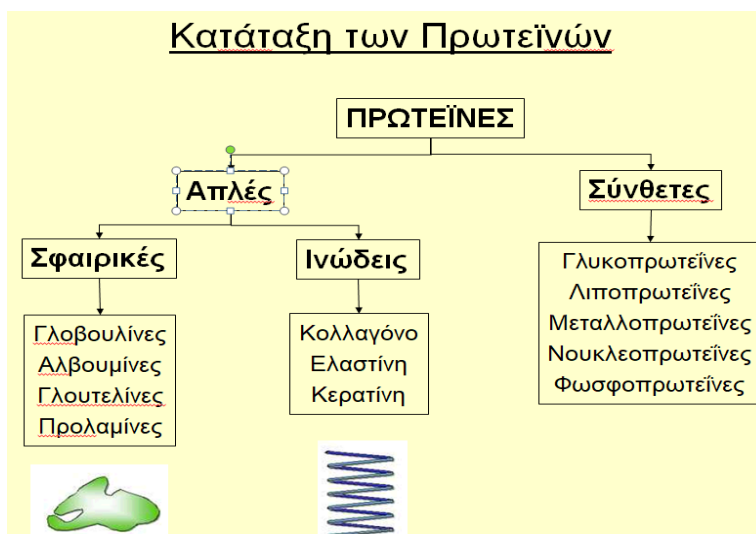 Κατάταξη των Πρωτεϊνών
ΠΡΩΤΕΪΝΕΣ
Απλές
Σύνθετες
Σφαιρικές
Ινώδεις
Γλοβουλίνες
Αλβουμίνες
Γλουτελίνες
Προλαμίνες
Κολλαγόνο
Ελαστίνη
Κερατίνη
Γλυκοπρωτεΐνες
Λιποπρωτεΐνες
Μεταλλοπρωτεΐνες
Νουκλεοπρωτεΐνες
Φωσφοπρωτεΐνες